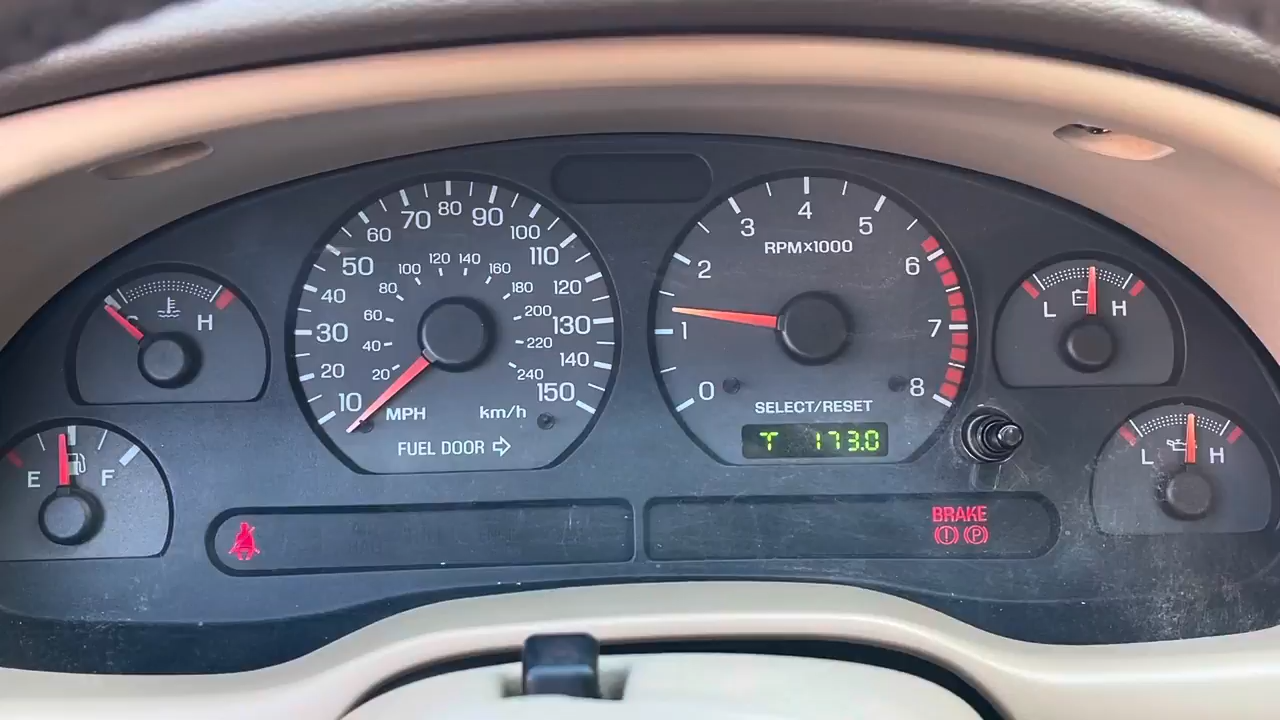 10 20 30 40 50 60 70 80 90 100 110 120 130 140 150
20 40 60 80 100 120 140 160 180 200 220 240
MPH km/h
FUEL DOOR
0 1 2 3 4 5 6 7 8
RPM×1000
SELECT/RESET
T 173.0
H
E F
L H
L H
BRAKE
(!) (P)